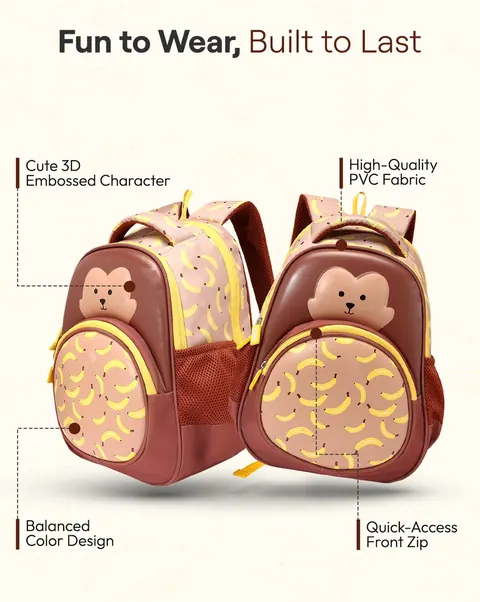 Fun to Wear, Built to Last
Cute 3D
Embossed Character
High-Quality
PVC Fabric
Balanced
Color Design
Quick-Access
Front Zip